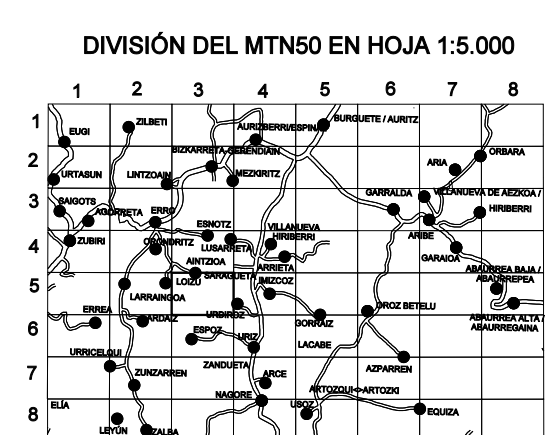 DIVISIÓN DEL MTN50 EN HOJA 1:5.000
1 2 3 4 5 6 7 8
1
ZILBETI
AURIZBERRI/ESPINAL
BURGUETE / AURITZ
EUGI
2
BIZKARRETA-GERENDIAIN
ORBARA
ARIA
URTASUN
LINTZOAIN
MEZKIRITZ
3
GARRALDA
VILLANUEVA DE AEZKOA /
HIRIBERRI
SAIGOTS
AGORRETA
ERRO
ESNOTZ
VILLANUEVA
HIRIBERRI
ARIBE
4
ZUBIRI
ORONDRITZ
LUSARRETA
GARAIOA
AINTZIOA
ARRIETA
ABAURREA BAJA /
ABAURREPEA
5
LOIZU
SARAGUETA
IMIZCOZ
LARRAINGOA
ERREA
URDIROZ
OROZ BETELU
ABAURREA ALTA /
ABAURREGAINA
6
ARDAIZ
ESPOZ
URIZ
GORRAIZ
LACABE
URRICELQUI
ZANDUETA
AZPARREN
7
ZUNZARREN
ARCE
ARTOZQUI<>ARTOZKI
NAGORE
ELÍA
USOZ
EQUIZA
8
LEYÚN
ZALBA